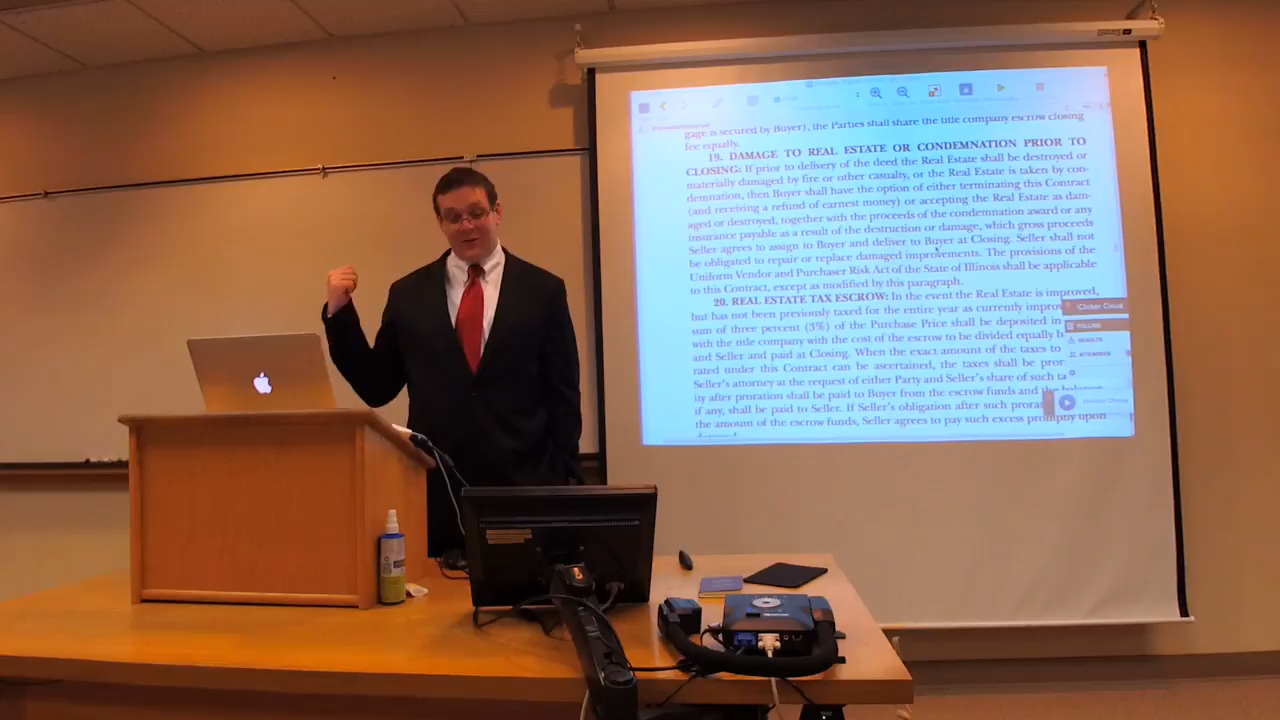 gage is secured by Buyer), the Parties shall share the title company escrow closing
fee equally.
19. DAMAGE TO REAL ESTATE OR CONDEMNATION PRIOR TO
CLOSING: If prior to delivery of the deed the Real Estate shall be destroyed or
materially damaged by fire or other casualty, or the Real Estate is taken by con-
demnation, then Buyer shall have the option of either terminating this Contract
(and receiving a refund of earnest money) or accepting the Real Estate as dam-
aged or destroyed, together with the proceeds of the condemnation award or any
insurance payable as a result of the destruction or damage, which gross proceeds
Seller agrees to assign to Buyer and deliver to Buyer at Closing. Seller shall not
be obligated to repair or replace damaged improvements. The provisions of the
Uniform Vendor and Purchaser Risk Act of the State of Illinois shall be applicable
to this Contract, except as modified by this paragraph.
20. REAL ESTATE TAX ESCROW: In the event the Real Estate is improved,
but has not been previously taxed for the entire year as currently improv
sum of three percent (3%) of the Purchase Price shall be deposited in
with the title company with the cost of the escrow to be divided equally b
and Seller and paid at Closing. When the exact amount of the taxes to
rated under this Contract can be ascertained, the taxes shall be pror
Seller's attorney at the request of either Party and Seller's share of such ta
ity after proration shall be paid to Buyer from the escrow funds and the balance
if any, shall be paid to Seller. If Seller's obligation after such prora
the amount of the escrow funds, Seller agrees to pay such excess promptly upon
iClicker Cloud
POLLING
RESULTS
ATTENDANCE